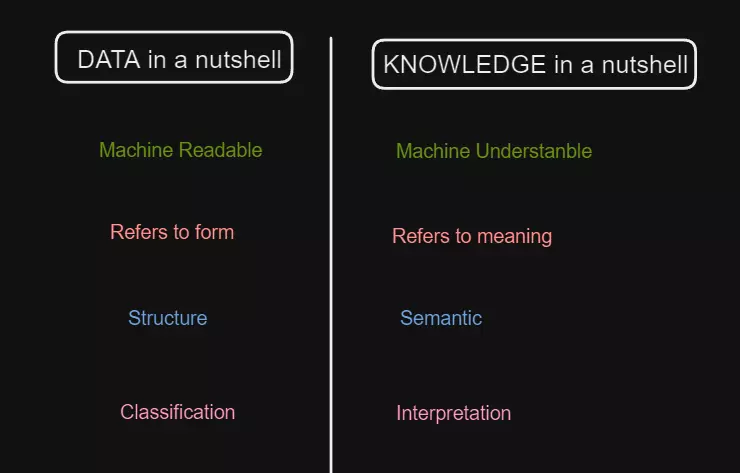 DATA in a nutshell
KNOWLEDGE in a nutshell
Machine Readable
Machine Understanble
Refers to form
Refers to meaning
Structure
Semantic
Classification
Interpretation